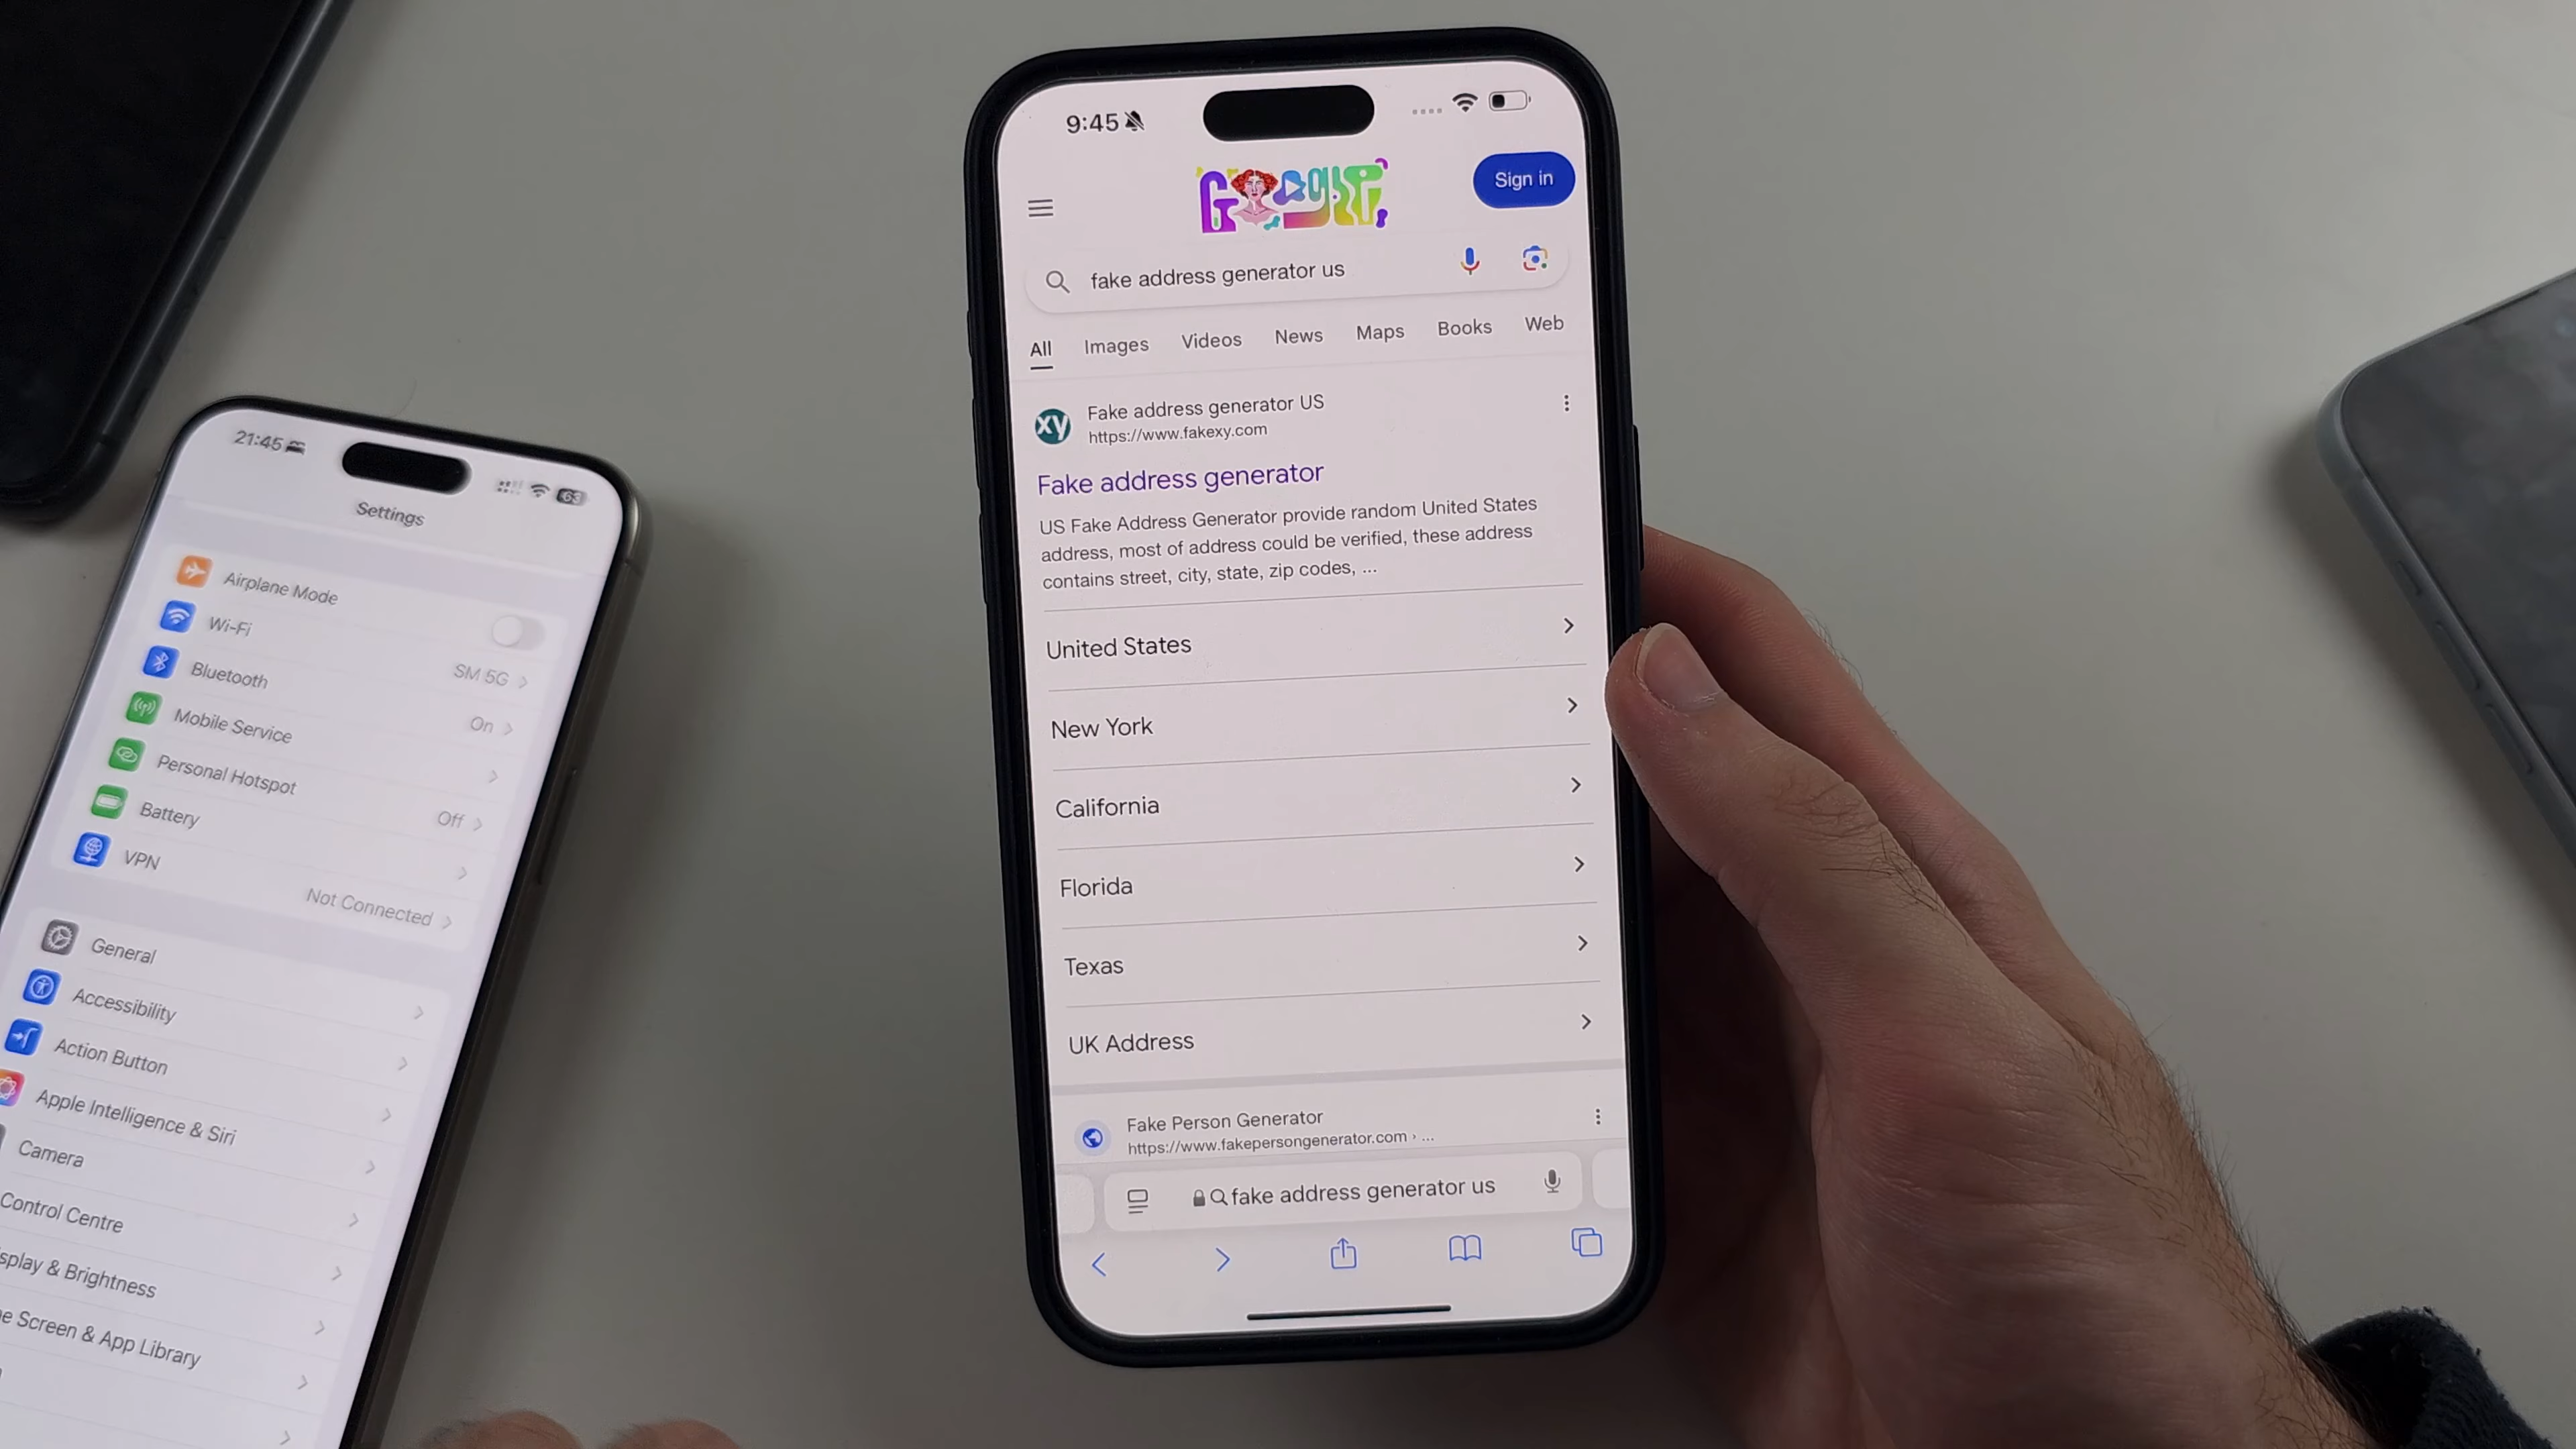 21:45
63
Settings
Airplane Mode
Wi-Fi
SM 5G
Bluetooth
On
Mobile Service
Personal Hotspot
Off
Battery
VPN
Not Connected
General
Accessibility
Action Button
Apple Intelligence & Siri
Camera
Control Centre
splay & Brightness
e Screen & App Library
9:45
Google
Sign in
fake address generator us
All Images Videos News Maps Books Web
xy
Fake address generator US
https://www.fakexy.com
Fake address generator
US Fake Address Generator provide random United States
address, most of address could be verified, these address
contains street, city, state, zip codes, ...
United States
New York
California
Florida
Texas
UK Address
Fake Person Generator
https://www.fakepersongenerator.com › ...
fake address generator us